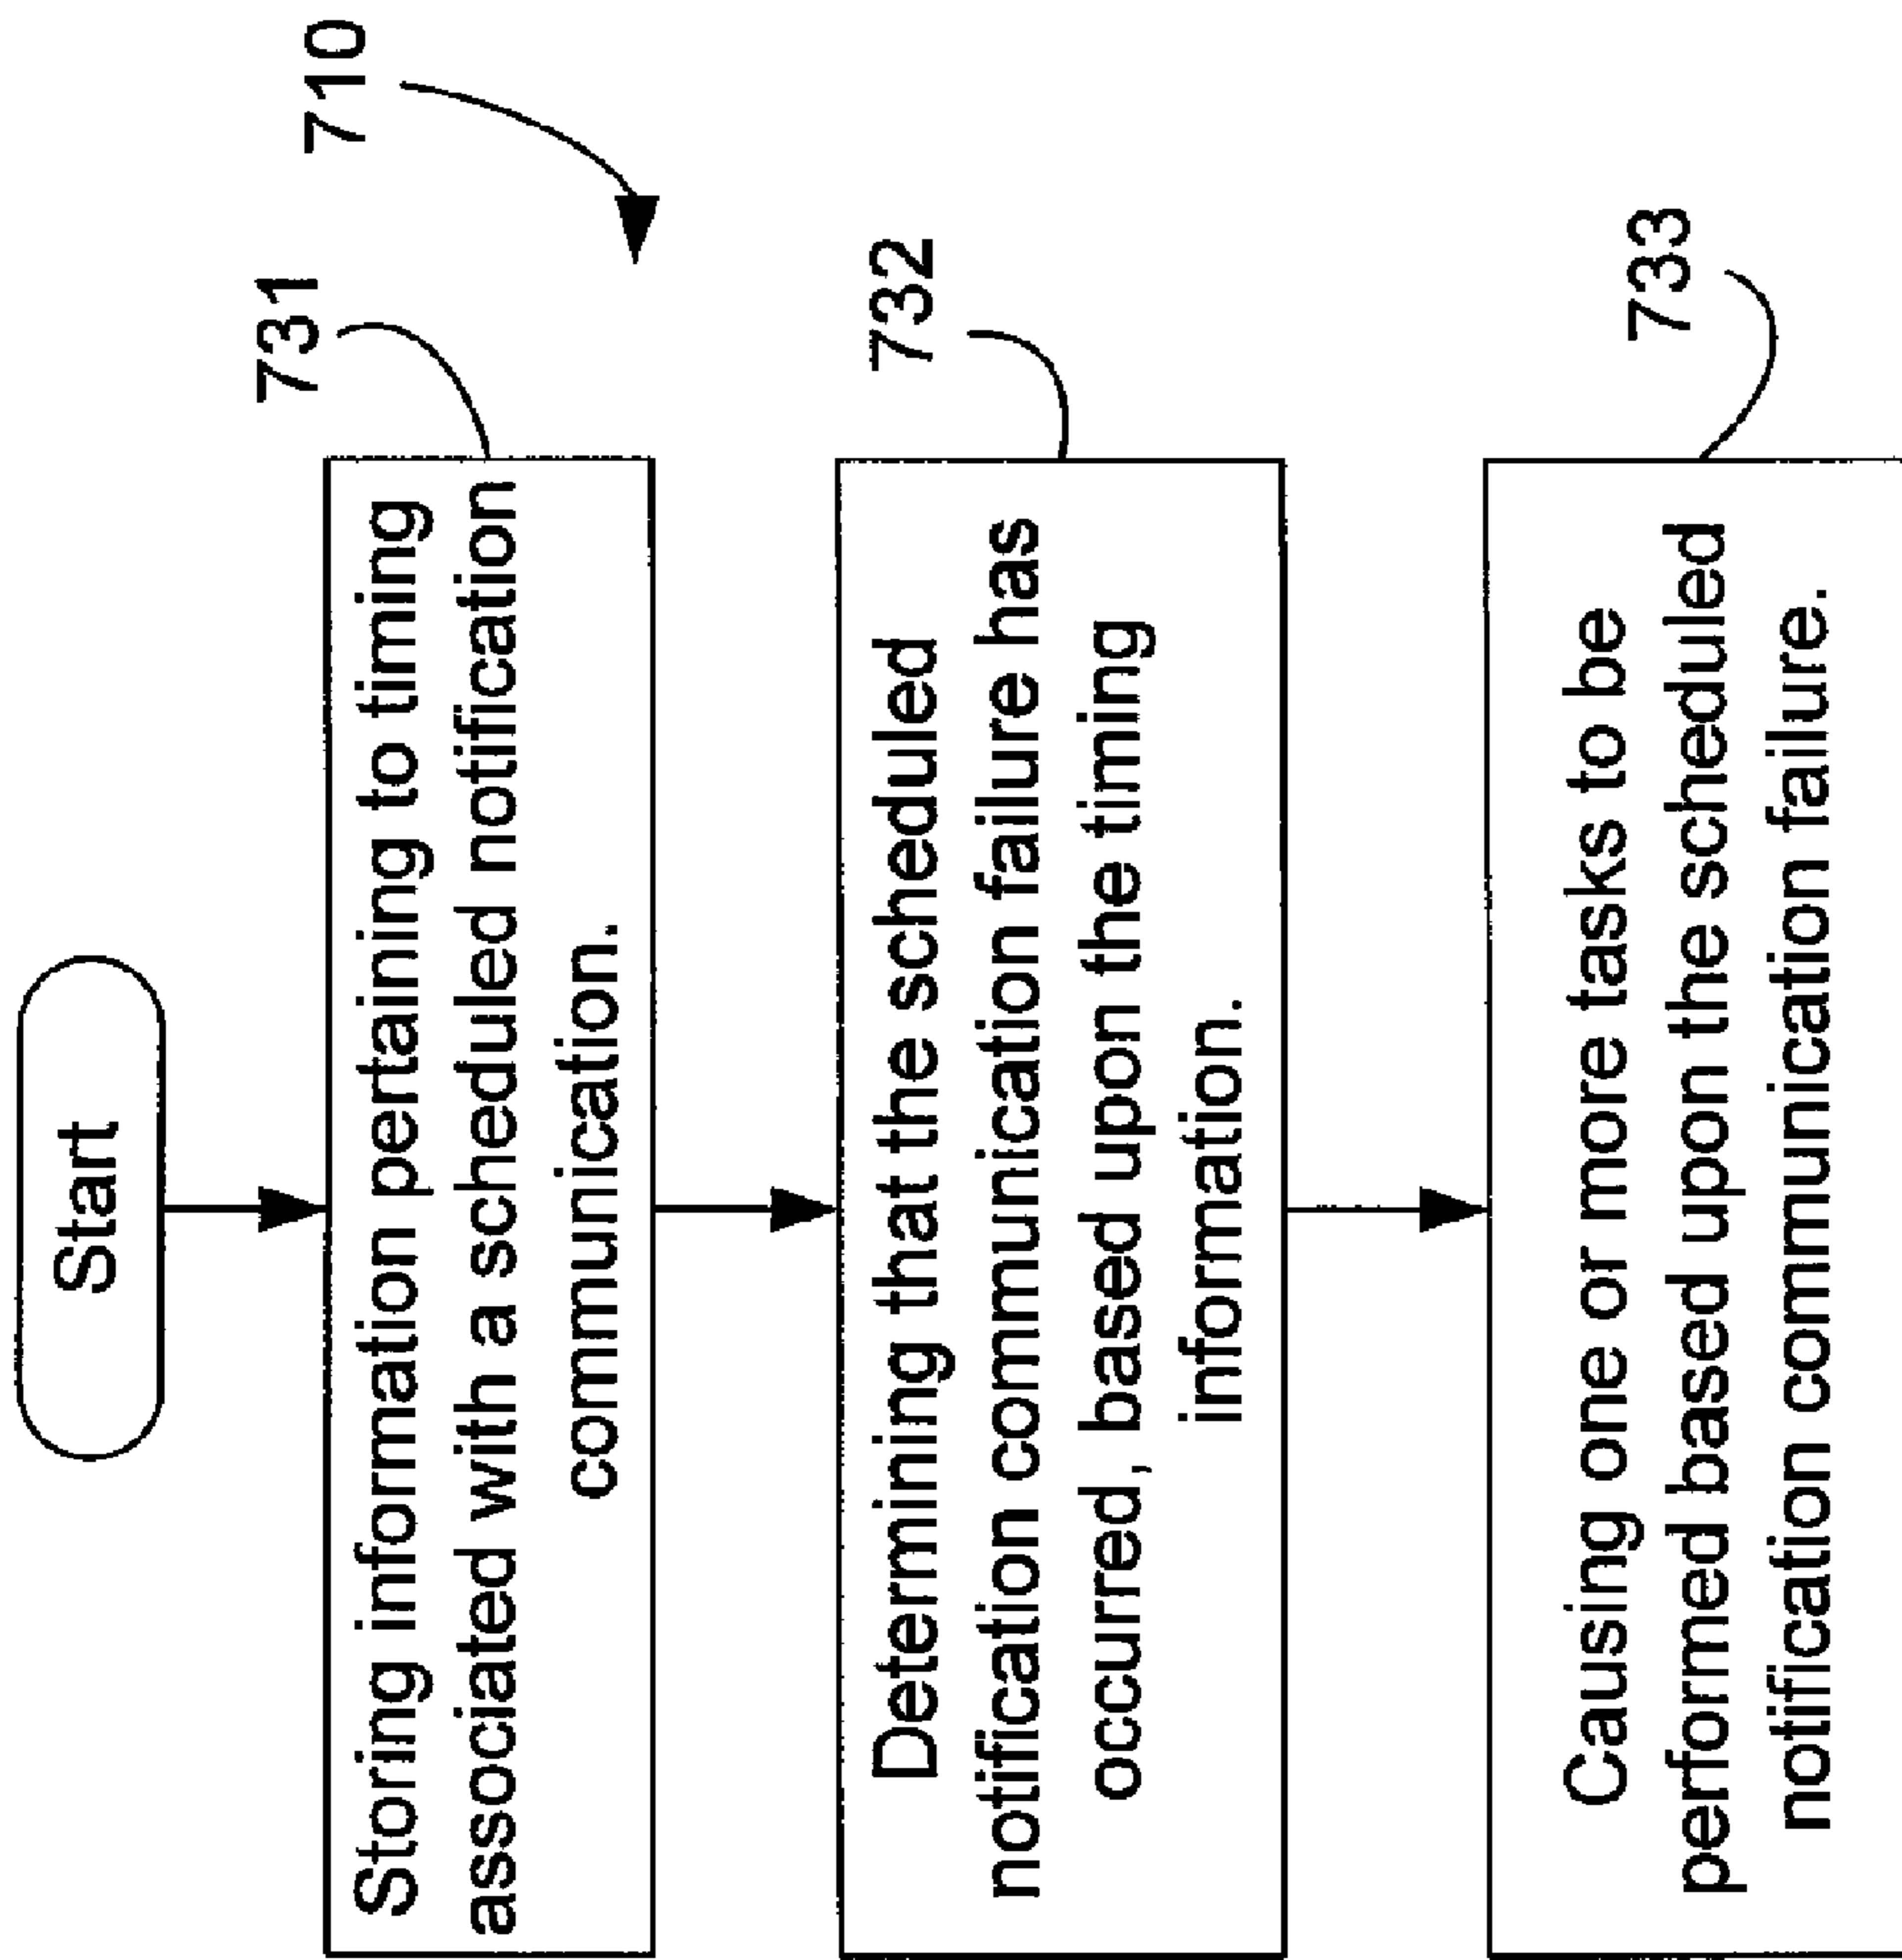 Start
710
731
Storing information pertaining to timing
associated with a scheduled notification
communication.
732
Determining that the scheduled
notification communication failure has
occurred, based upon the timing
information.
733
Causing one or more tasks to be
performed based upon the scheduled
notification communication failure.